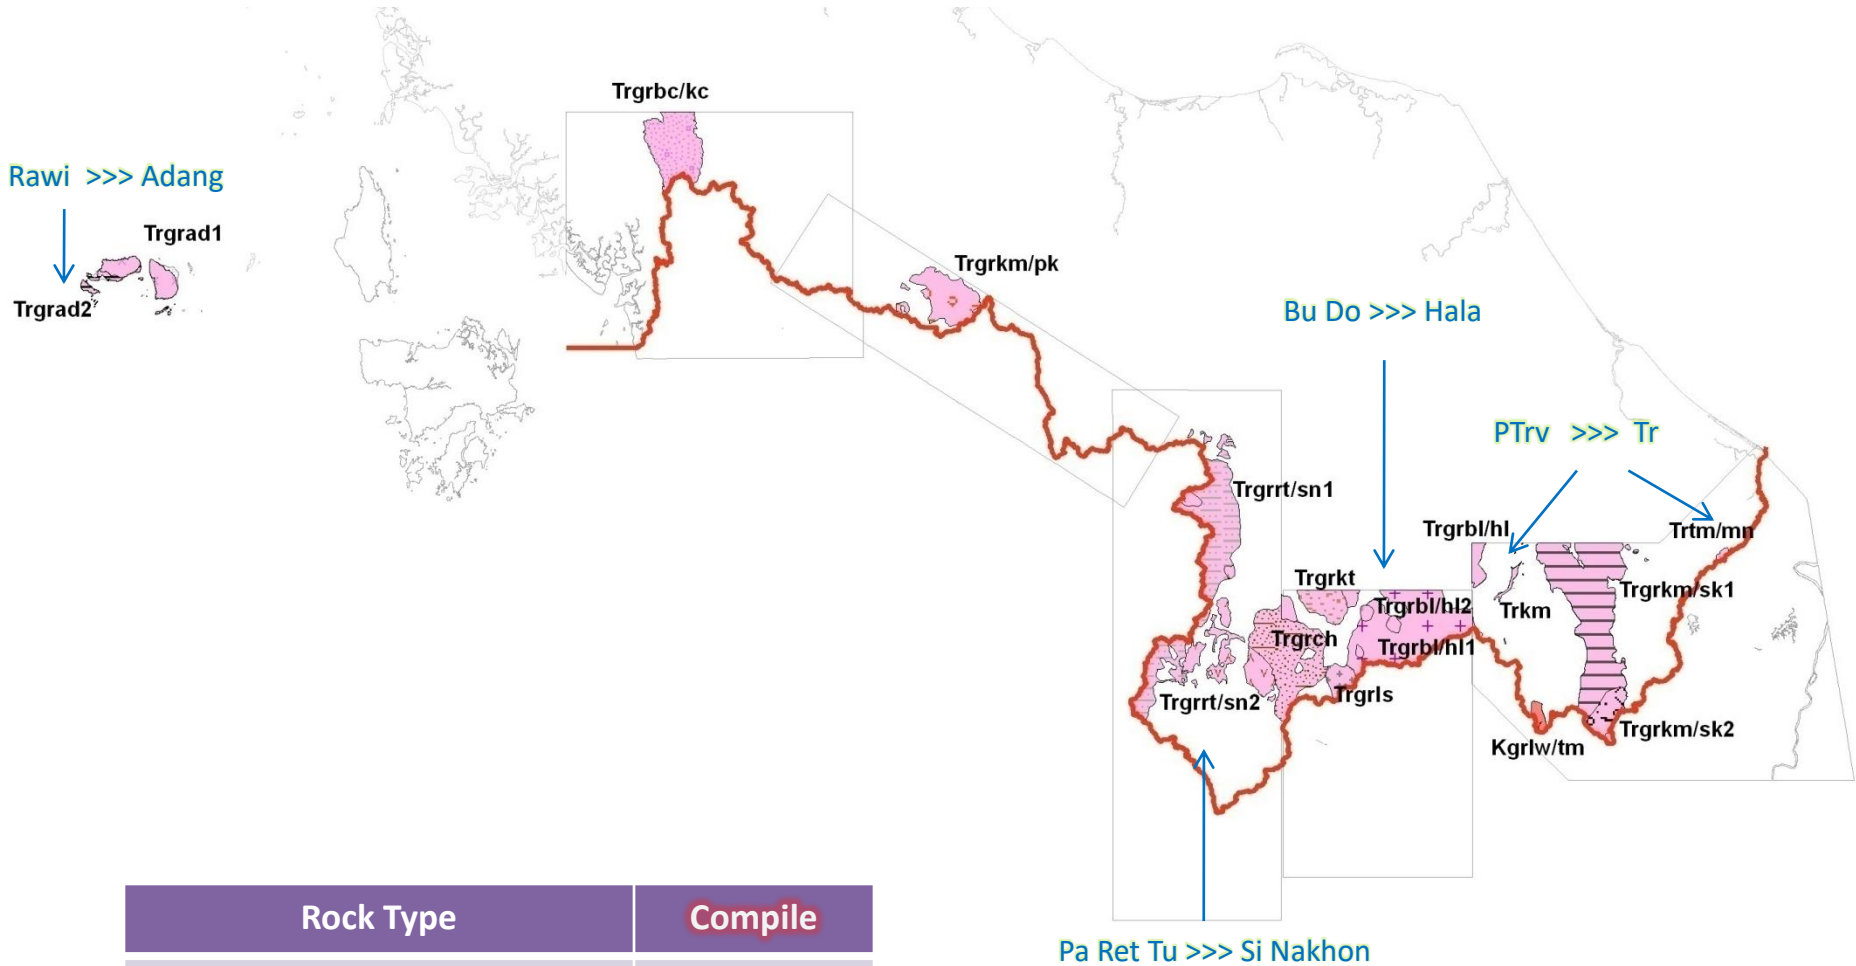 Trgrbc/kc
Rawi >>> Adang
Trgrad1
Trgrad2
Trgrkm/pk
Bu Do >>> Hala
PTrv >>> Tr
Trgrrt/sn1
Trgrbl/hl
Trtm/mn
Trgrkt
Trgrkm/sk1
Trgrbl/hl2
Trkm
Trgrch
Trgrbl/hl1
Trgrrt/sn2
Trgrls
Trgrkm/sk2
Kgrlw/tm
Rock Type
Compile
Pa Ret Tu >>> Si Nakhon